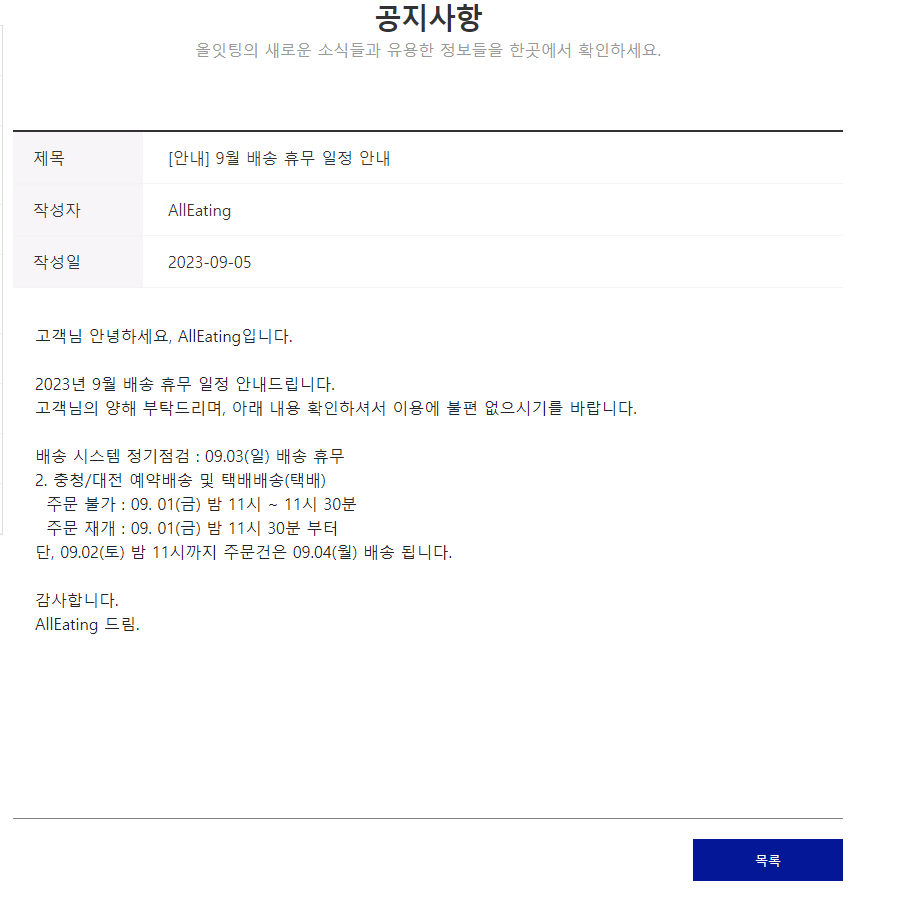 공지사항
올잇팅의 새로운 소식들과 유용한 정보들을 한곳에서 확인하세요.
제목 [안내] 9월 배송 휴무 일정 안내
작성자 AllEating
작성일 2023-09-05
고객님 안녕하세요, AllEating입니다.
2023년 9월 배송 휴무 일정 안내드립니다.
고객님의 양해 부탁드리며, 아래 내용 확인하셔서 이용에 불편 없으시기를 바랍니다.
배송 시스템 정기점검 : 09.03(일) 배송 휴무
2. 충청/대전 예약배송 및 택배배송(택배)
주문 불가 : 09. 01(금) 밤 11시 ~ 11시 30분
주문 재개 : 09. 01(금) 밤 11시 30분 부터
단, 09.02(토) 밤 11시까지 주문건은 09.04(월) 배송 됩니다.
감사합니다.
AllEating 드림.
목록